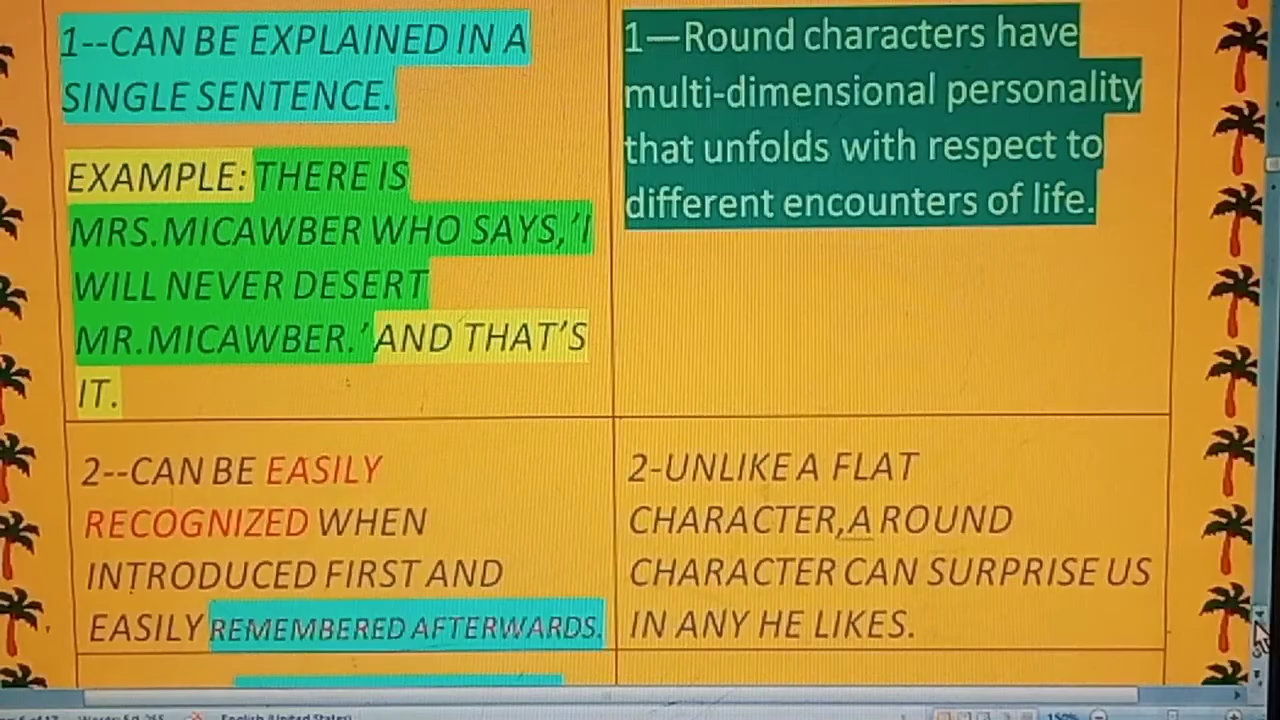 1--CAN BE EXPLAINED IN A
SINGLE SENTENCE.
EXAMPLE: THERE IS
MRS.MICAWBER WHO SAYS,'I
WILL NEVER DESERT
MR.MICAWBER.' AND THAT'S
IT.
1—Round characters have
multi-dimensional personality
that unfolds with respect to
different encounters of life.
2--CAN BE EASILY
RECOGNIZED WHEN
INTRODUCED FIRST AND
EASILY REMEMBERED AFTERWARDS.
2-UNLIKE A FLAT
CHARACTER,A ROUND
CHARACTER CAN SURPRISE US
IN ANY HE LIKES.
English (United States)
150%